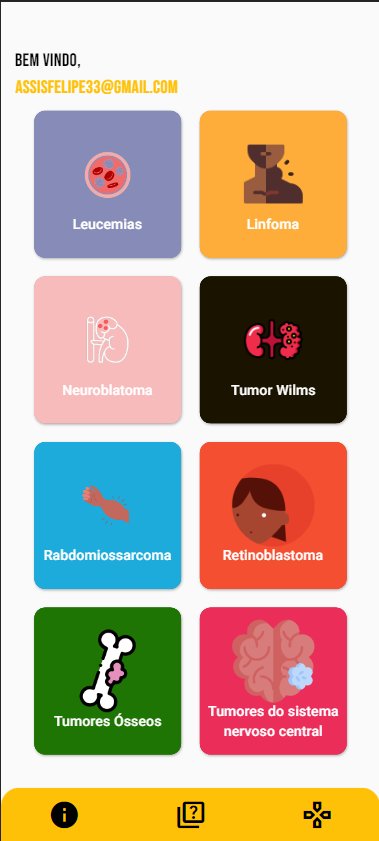 BEM VINDO,
ASSISFELIPE33@GMAIL.COM
Leucemias
Linfoma
Neuroblatoma
Tumor Wilms
Rabdomiossarcoma
Retinoblastoma
Tumores Ósseos
Tumores do sistema
nervoso central
?